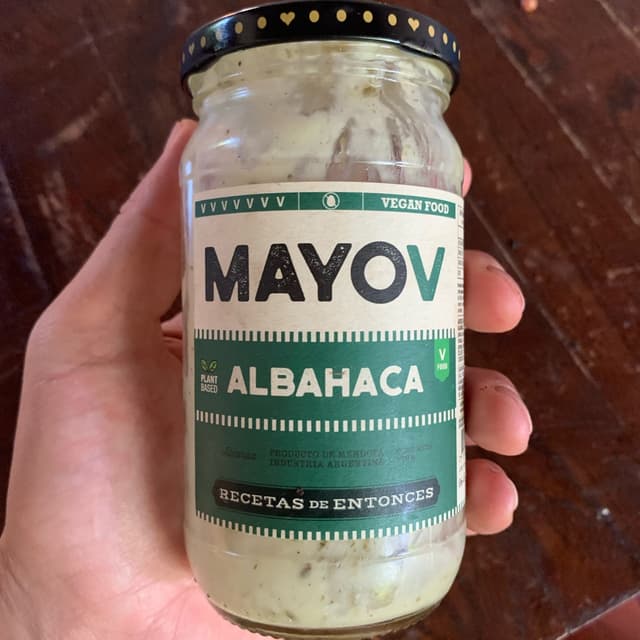 VVVVVVV VEGAN FOOD
MAYOV
PLANT BASED
ALBAHACA
V FOOD
PRODUCTO DE MENDOZA
INDUSTRIA ARGENTINA
RECETAS DE ENTONCES